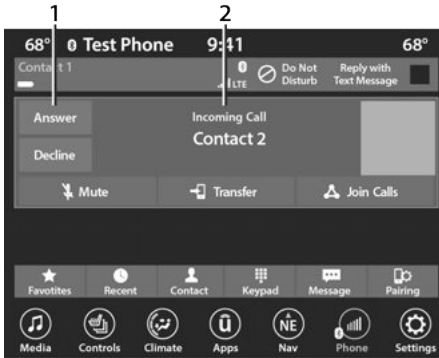 1 2
68° Test Phone 9:41 68°
Contact 1 LTE Do Not Disturb Reply with Text Message
Answer
Incoming Call
Contact 2
Decline
Mute Transfer Join Calls
Favotites Recent Contact Keypad Message Pairing
Media Controls Climate Apps Nav Phone Settings
û
NE